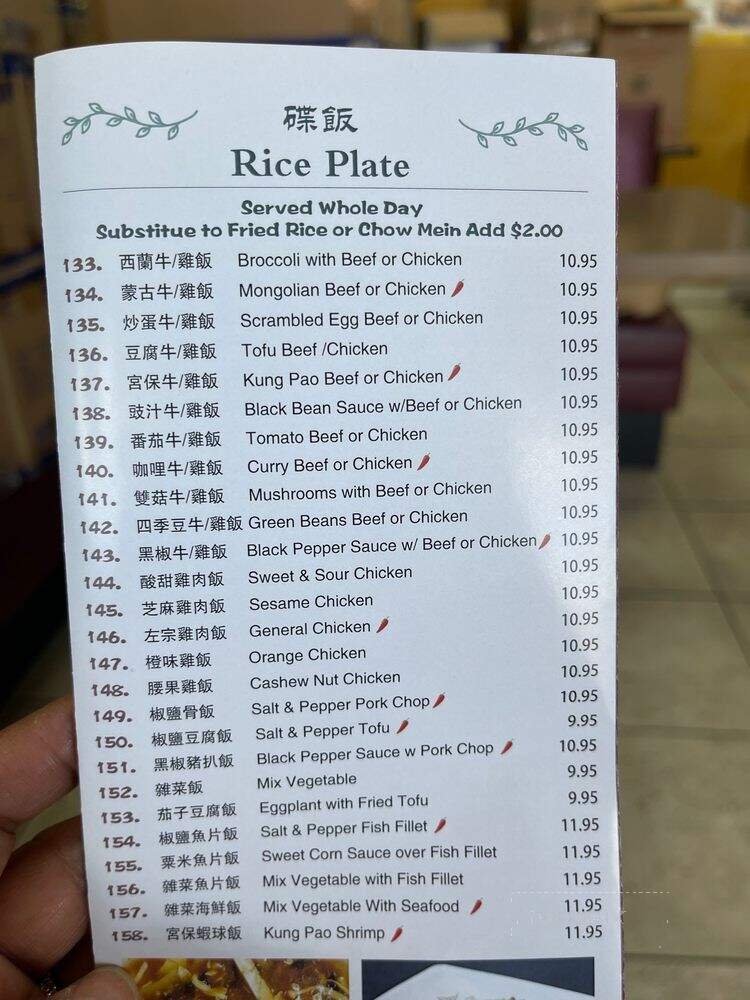 碟飯
Rice Plate
Served Whole Day
Substitue to Fried Rice or Chow Mein Add $2.00
133. 西蘭牛/雞飯 Broccoli with Beef or Chicken 10.95
134. 蒙古牛/雞飯 Mongolian Beef or Chicken 10.95
135. 炒蛋牛/雞飯 Scrambled Egg Beef or Chicken 10.95
136. 豆腐牛/雞飯 Tofu Beef /Chicken 10.95
137. 宮保牛/雞飯 Kung Pao Beef or Chicken 10.95
138. 豉汁牛/雞飯 Black Bean Sauce w/Beef or Chicken 10.95
139. 番茄牛/雞飯 Tomato Beef or Chicken 10.95
140. 咖哩牛/雞飯 Curry Beef or Chicken 10.95
141. 雙菇牛/雞飯 Mushrooms with Beef or Chicken 10.95
142. 四季豆牛/雞飯 Green Beans Beef or Chicken 10.95
143. 黑椒牛/雞飯 Black Pepper Sauce w/ Beef or Chicken 10.95
144. 酸甜雞肉飯 Sweet & Sour Chicken 10.95
145. 芝麻雞肉飯 Sesame Chicken 10.95
146. 左宗雞肉飯 General Chicken 10.95
147. 橙味雞飯 Orange Chicken 10.95
148. 腰果雞飯 Cashew Nut Chicken 10.95
149. 椒鹽骨飯 Salt & Pepper Pork Chop 10.95
150. 椒鹽豆腐飯 Salt & Pepper Tofu 9.95
151. 黑椒豬扒飯 Black Pepper Sauce w Pork Chop 10.95
152. 雜菜飯 Mix Vegetable 9.95
153. 茄子豆腐飯 Eggplant with Fried Tofu 9.95
154. 椒鹽魚片飯 Salt & Pepper Fish Fillet 11.95
155. 粟米魚片飯 Sweet Corn Sauce over Fish Fillet 11.95
156. 雜菜魚片飯 Mix Vegetable with Fish Fillet 11.95
157. 雜菜海鮮飯 Mix Vegetable With Seafood 11.95
158. 宮保蝦球飯 Kung Pao Shrimp 11.95